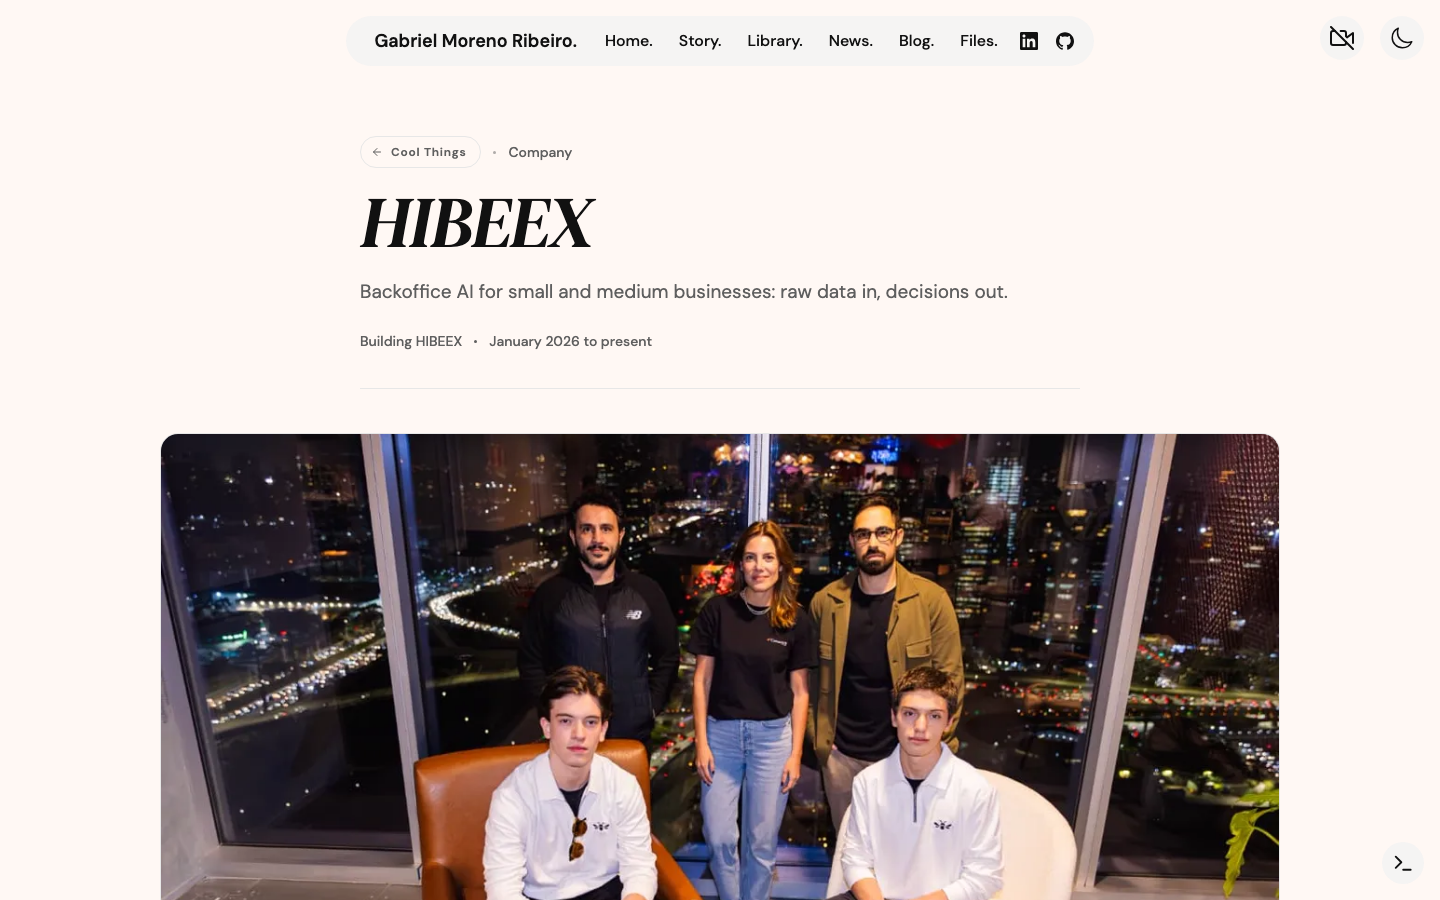 Gabriel Moreno Ribeiro. Home. Story. Library. News. Blog. Files.
← Cool Things • Company
HIBEEX
Backoffice AI for small and medium businesses: raw data in, decisions out.
Building HIBEEX • January 2026 to present